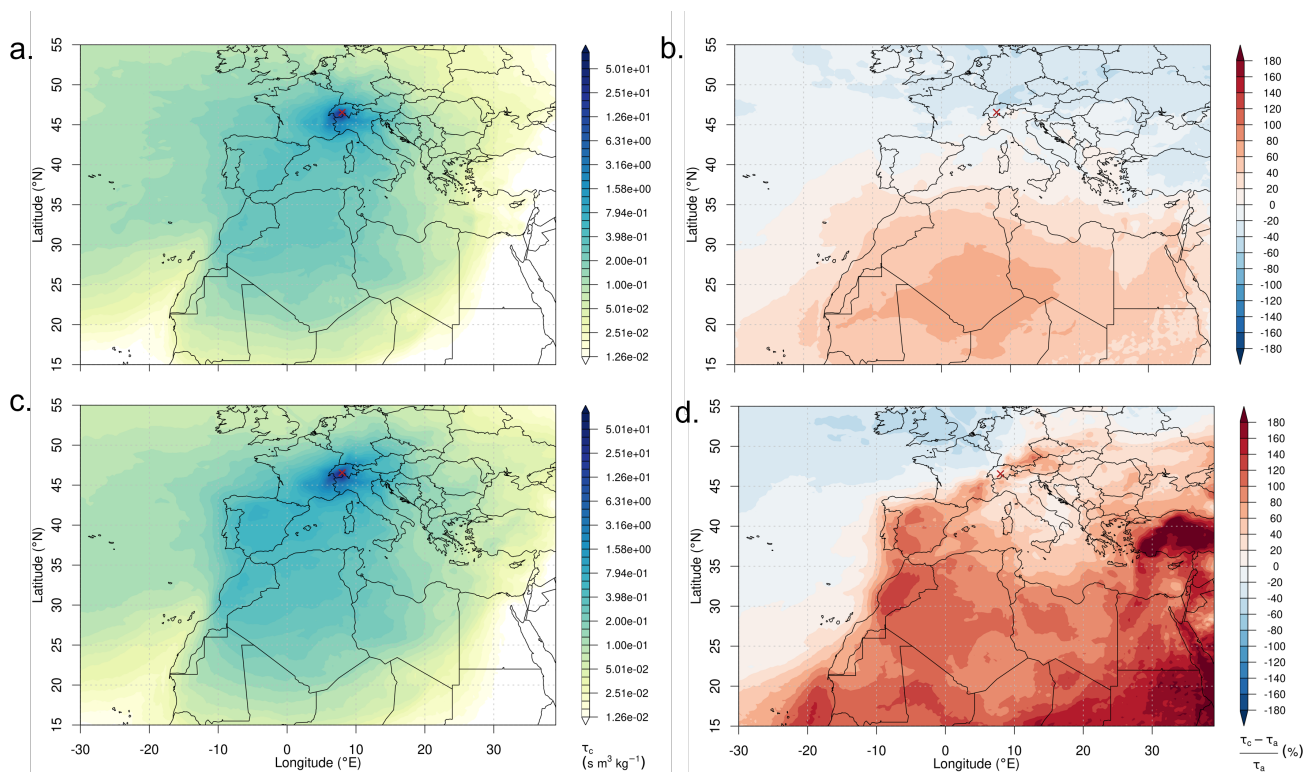 a.
55
50
45
40
35
30
25
20
15
Latitude (°N)
5.01e+01
2.51e+01
1.26e+01
6.31e+00
3.16e+00
1.58e+00
7.94e-01
3.98e-01
2.00e-01
1.00e-01
5.01e-02
2.51e-02
1.26e-02
b.
55
50
45
40
35
30
25
20
15
Latitude (°N)
180
160
140
120
100
80
60
40
20
0
-20
-40
-60
-80
-100
-120
-140
-160
-180
c.
55
50
45
40
35
30
25
20
15
Latitude (°N)
-30 -20 -10 0 10 20 30
Longitude (°E)
5.01e+01
2.51e+01
1.26e+01
6.31e+00
3.16e+00
1.58e+00
7.94e-01
3.98e-01
2.00e-01
1.00e-01
5.01e-02
2.51e-02
1.26e-02
τc
(s m³ kg⁻¹)
d.
55
50
45
40
35
30
25
20
15
Latitude (°N)
-30 -20 -10 0 10 20 30
Longitude (°E)
180
160
140
120
100
80
60
40
20
0
-20
-40
-60
-80
-100
-120
-140
-160
-180
τc − τa (%)
τa